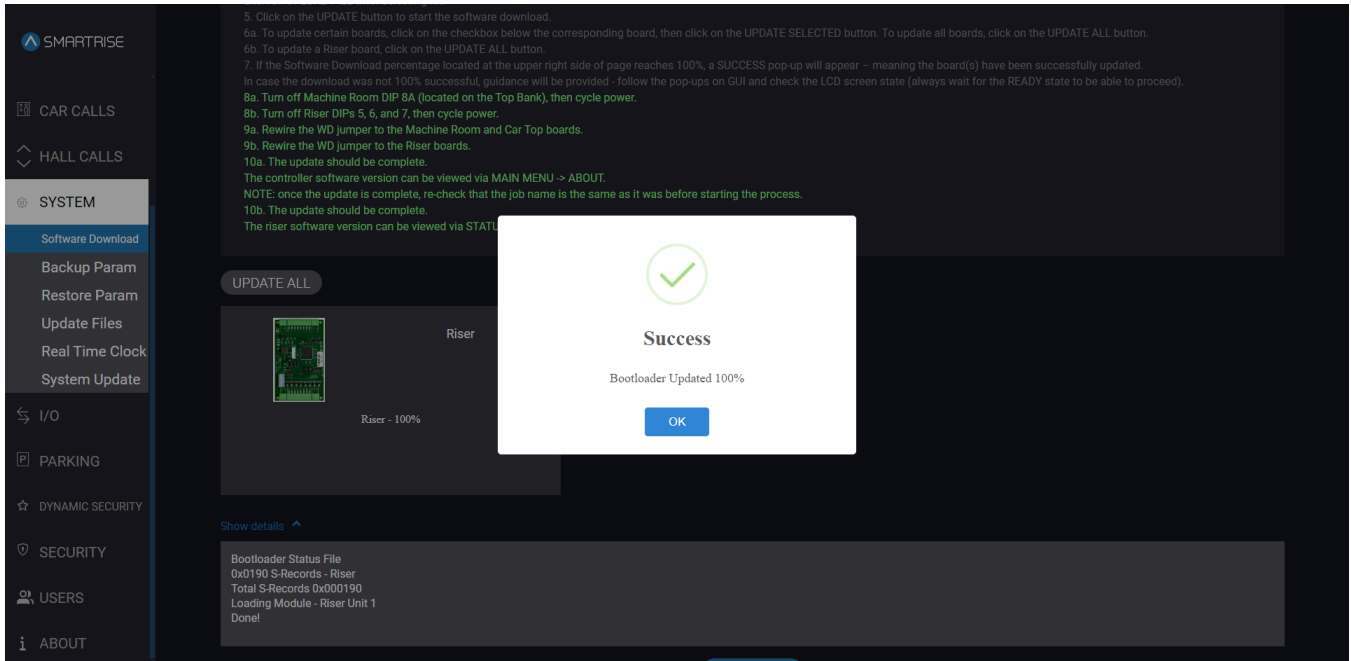 SMARTRISE
CAR CALLS
HALL CALLS
SYSTEM
Software Download
Backup Param
Restore Param
Update Files
Real Time Clock
System Update
I/O
PARKING
DYNAMIC SECURITY
SECURITY
USERS
ABOUT
5. Click on the UPDATE button to start the software download.
6a. To update certain boards, click on the checkbox below the corresponding board, then click on the UPDATE SELECTED button. To update all boards, click on the UPDATE ALL button.
6b. To update a Riser board, click on the UPDATE ALL button.
7. If the Software Download percentage located at the upper right side of page reaches 100%, a SUCCESS pop-up will appear – meaning the board(s) have been successfully updated.
In case the download was not 100% successful, guidance will be provided - follow the pop-ups on GUI and check the LCD screen state (always wait for the READY state to be able to proceed).
8a. Turn off Machine Room DIP 8A (located on the Top Bank), then cycle power.
8b. Turn off Riser DIPs 5, 6, and 7, then cycle power.
9a. Rewire the WD jumper to the Machine Room and Car Top boards.
9b. Rewire the WD jumper to the Riser boards.
10a. The update should be complete.
The controller software version can be viewed via MAIN MENU -> ABOUT.
NOTE: once the update is complete, re-check that the job name is the same as it was before starting the process.
10b. The update should be complete.
The riser software version can be viewed via STATU
UPDATE ALL
Riser
Riser - 100%
Success
Bootloader Updated 100%
OK
Show details
Bootloader Status File
0x0190 S-Records - Riser
Total S-Records 0x000190
Loading Module - Riser Unit 1
Done!